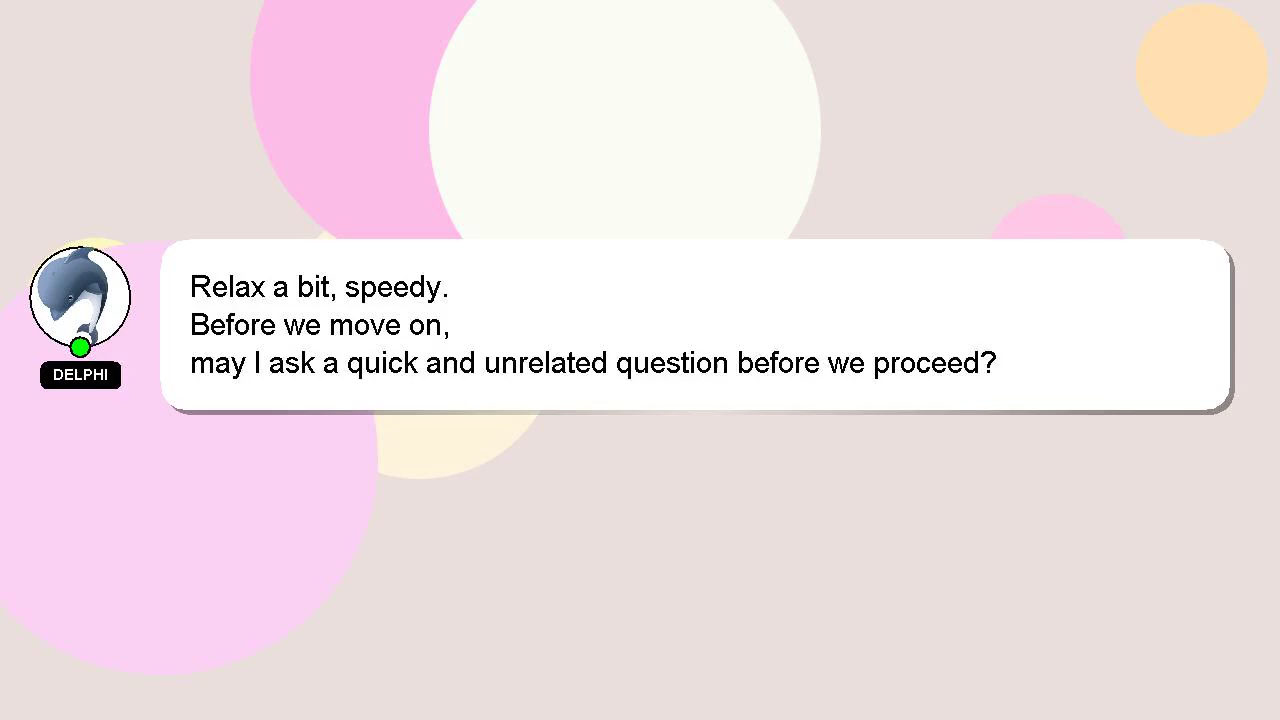 Relax a bit, speedy.
Before we move on,
may I ask a quick and unrelated question before we proceed?
DELPHI